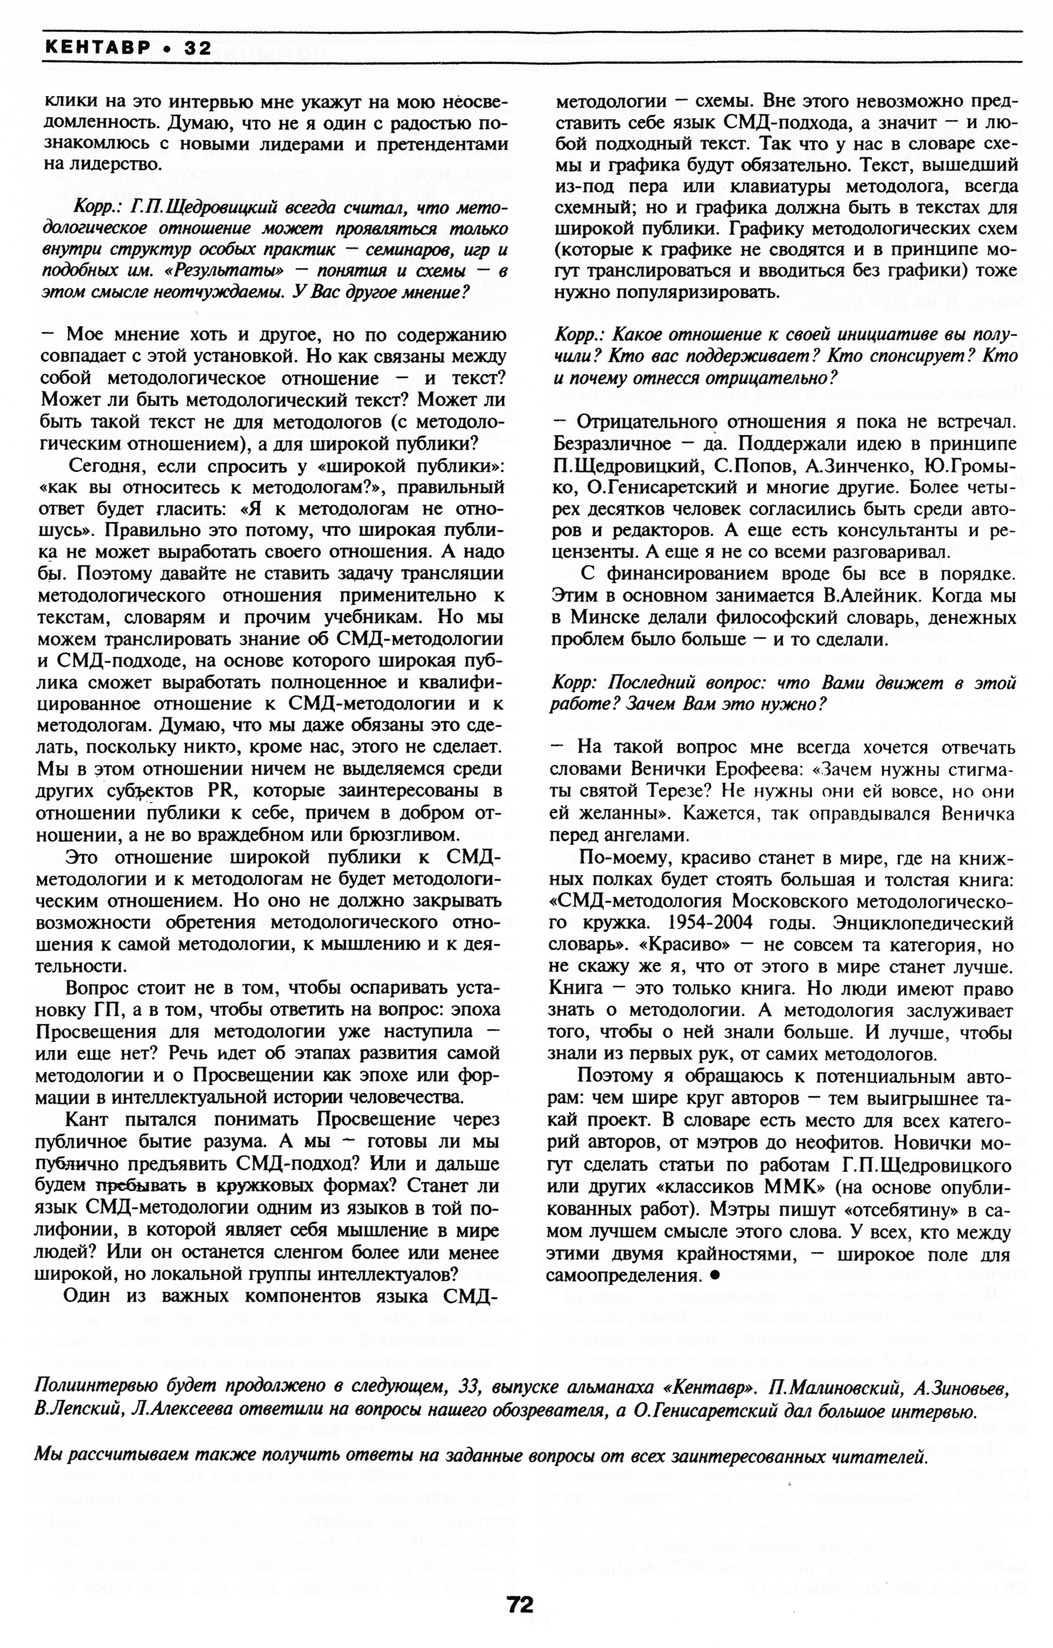 КЕНТАВР • 32
клики на это интервью мне укажут на мою неосве-
домленность. Думаю, что не я один с радостью по-
знакомлюсь с новыми лидерами и претендентами
на лидерство.
Корр.: Г.П.Щедровицкий всегда считал, что мето-
дологическое отношение может проявляться только
внутри структур особых практик — семинаров, игр и
подобных им. «Результаты» — понятия и схемы — в
этом смысле неотчуждаемы. У Вас другое мнение?
— Мое мнение хоть и другое, но по содержанию
совпадает с этой установкой. Но как связаны между
собой методологическое отношение — и текст?
Может ли быть методологический текст? Может ли
быть такой текст не для методологов (с методоло-
гическим отношением), а для широкой публики?
Сегодня, если спросить у «широкой публики»:
«как вы относитесь к методологам?», правильный
ответ будет гласить: «Я к методологам не отно-
шусь». Правильно это потому, что широкая публи-
ка не может выработать своего отношения. А надо
бы. Поэтому давайте не ставить задачу трансляции
методологического отношения применительно к
текстам, словарям и прочим учебникам. Но мы
можем транслировать знание об СМД-методологии
и СМД-подходе, на основе которого широкая пуб-
лика сможет выработать полноценное и квалифи-
цированное отношение к СМД-методологии и к
методологам. Думаю, что мы даже обязаны это сде-
лать, поскольку никто, кроме нас, этого не сделает.
Мы в этом отношении ничем не выделяемся среди
других субъектов PR, которые заинтересованы в
отношении публики к себе, причем в добром от-
ношении, а не во враждебном или брюзгливом.
Это отношение широкой публики к СМД-
методологии и к методологам не будет методологи-
ческим отношением. Но оно не должно закрывать
возможности обретения методологического отно-
шения к самой методологии, к мышлению и к дея-
тельности.
Вопрос стоит не в том, чтобы оспаривать уста-
новку ГП, а в том, чтобы ответить на вопрос: эпоха
Просвещения для методологии уже наступила —
или еще нет? Речь идет об этапах развития самой
методологии и о Просвещении как эпохе или фор-
мации в интеллектуальной истории человечества.
Кант пытался понимать Просвещение через
публичное бытие разума. А мы — готовы ли мы
публично предъявить СМД-подход? Или и дальше
будем пребывать в кружковых формах? Станет ли
язык СМД-методологии одним из языков в той по-
лифонии, в которой являет себя мышление в мире
людей? Или он останется сленгом более или менее
широкой, но локальной группы интеллектуалов?
Один из важных компонентов языка СМД-
методологии — схемы. Вне этого невозможно пред-
ставить себе язык СМД-подхода, а значит — и лю-
бой подходный текст. Так что у нас в словаре схе-
мы и графика будут обязательно. Текст, вышедший
из-под пера или клавиатуры методолога, всегда
схемный; но и графика должна быть в текстах для
широкой публики. Графику методологических схем
(которые к графике не сводятся и в принципе мо-
гут транслироваться и вводиться без графики) тоже
нужно популяризировать.
Корр.: Какое отношение к своей инициативе вы полу-
чили? Кто вас поддерживает? Кто спонсирует? Кто
и почему отнесся отрицательно?
— Отрицательного отношения я пока не встречал.
Безразличное — да. Поддержали идею в принципе
П.Щедровицкий, С.Попов, А.Зинченко, Ю.Громы-
ко, О.Генисаретский и многие другие. Более четы-
рех десятков человек согласились быть среди авто-
ров и редакторов. А еще есть консультанты и ре-
цензенты. А еще я не со всеми разговаривал.
С финансированием вроде бы все в порядке.
Этим в основном занимается В.Алейник. Когда мы
в Минске делали философский словарь, денежных
проблем было больше — и то сделали.
Корр: Последний вопрос: что Вами движет в этой
работе? Зачем Вам это нужно?
— На такой вопрос мне всегда хочется отвечать
словами Венички Ерофеева: «Зачем нужны стигма-
ты святой Терезе? Не нужны они ей вовсе, но они
ей желанны». Кажется, так оправдывался Веничка
перед ангелами.
По-моему, красиво станет в мире, где на книж-
ных полках будет стоять большая и толстая книга:
«СМД-методология Московского методологическо-
го кружка. 1954-2004 годы. Энциклопедический
словарь». «Красиво» — не совсем та категория, но
не скажу же я, что от этого в мире станет лучше.
Книга — это только книга. Но люди имеют право
знать о методологии. А методология заслуживает
того, чтобы о ней знали больше. И лучше, чтобы
знали из первых рук, от самих методологов.
Поэтому я обращаюсь к потенциальным авто-
рам: чем шире круг авторов — тем выигрышнее та-
кай проект. В словаре есть место для всех катего-
рий авторов, от мэтров до неофитов. Новички мо-
гут сделать статьи по работам Г.П.Щедровицкого
или других «классиков ММК» (на основе опубли-
кованных работ). Мэтры пишут «отсебятину» в са-
мом лучшем смысле этого слова. У всех, кто между
этими двумя крайностями, — широкое поле для
самоопределения. •
Полиинтервью будет продолжено в следующем, 33, выпуске альманаха «Кентавр». П.Малиновский, А.Зиновьев,
В.Лепский, Л.Алексеева ответили на вопросы нашего обозревателя, а О.Генисаретский дал большое интервью.
Мы рассчитываем также получить ответы на заданные вопросы от всех заинтересованных читателей.
72